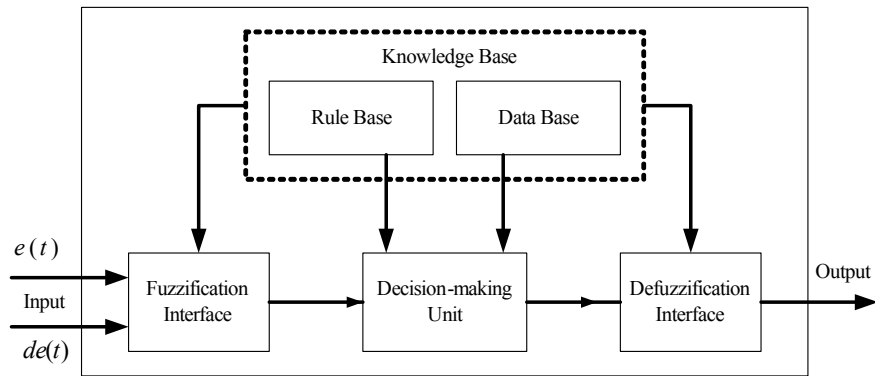 Knowledge Base
Rule Base
Data Base
e(t)
Input
de(t)
Fuzzification
Interface
Decision-making
Unit
Defuzzification
Interface
Output